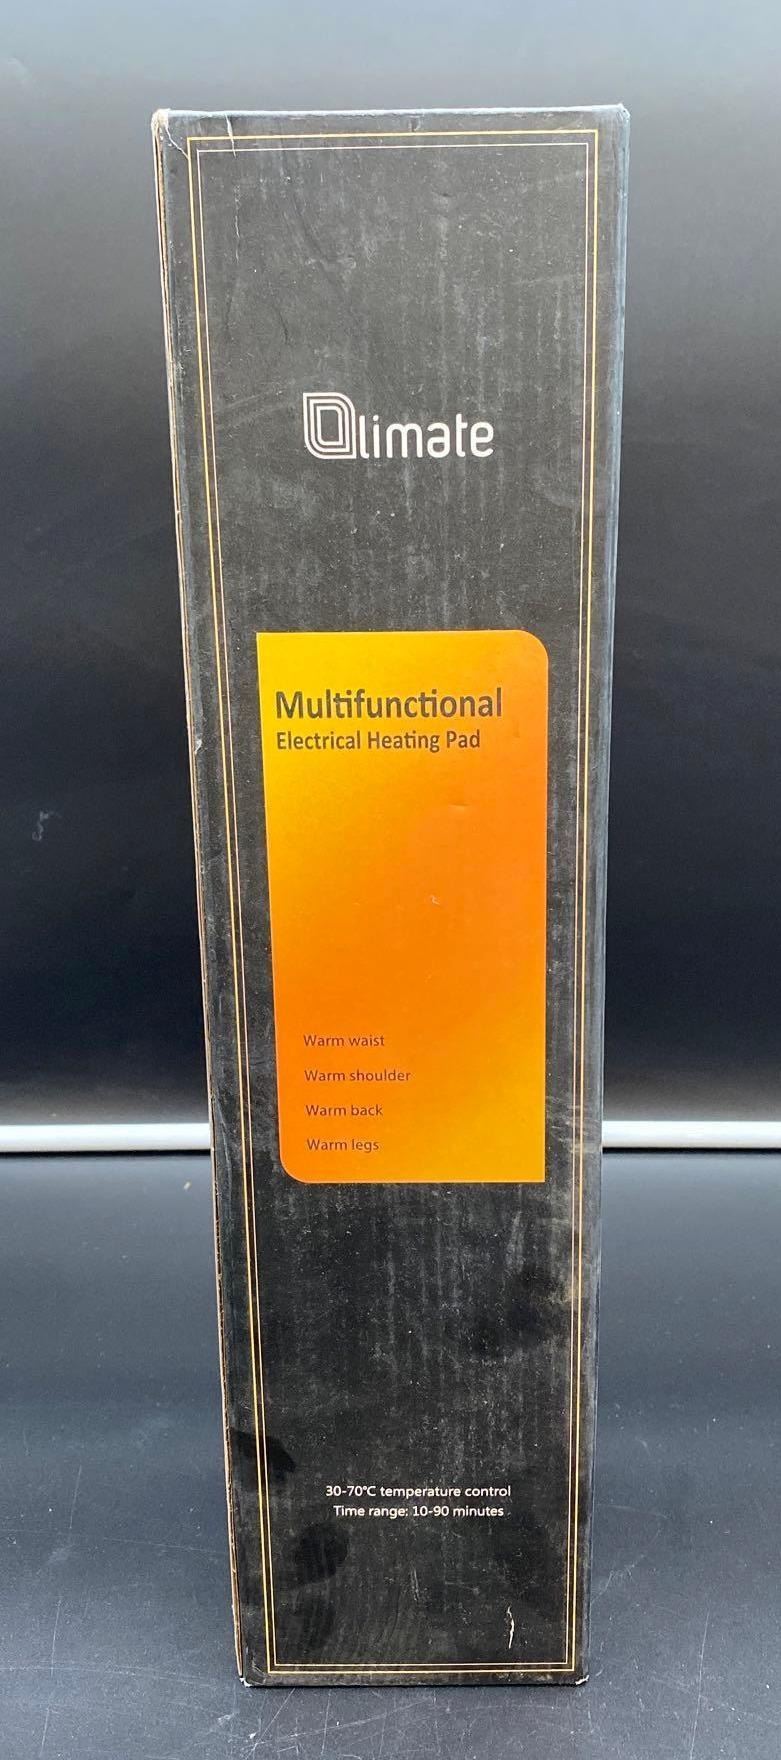 Olimate
Multifunctional
Electrical Heating Pad
Warm waist
Warm shoulder
Warm back
Warm legs
30-70℃ temperature control
Time range: 10-90 minutes